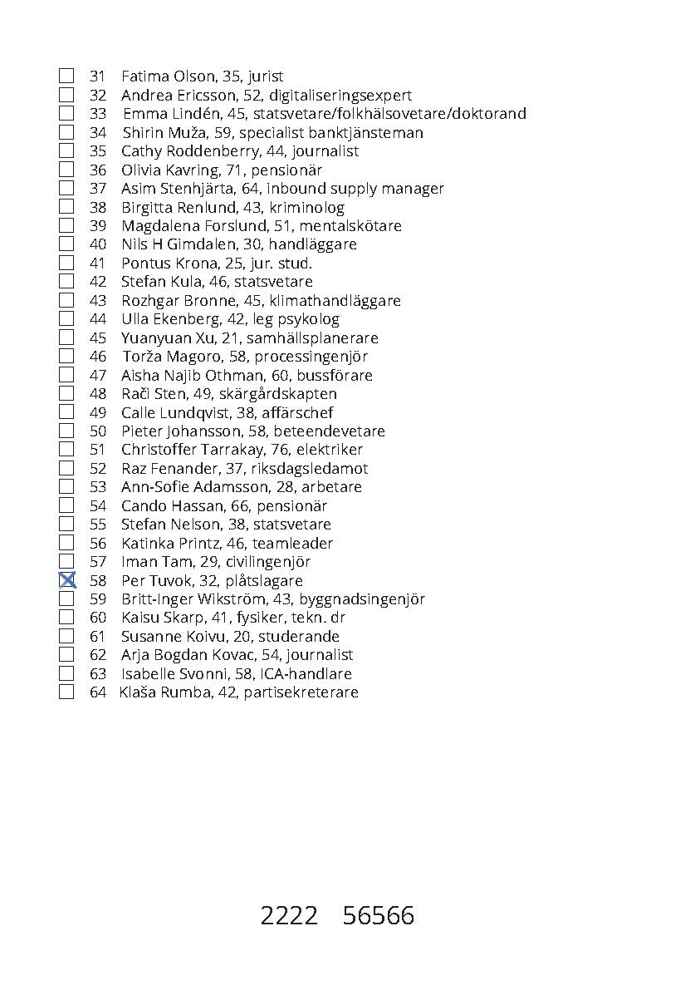 31 Fatima Olson, 35, jurist
32 Andrea Ericsson, 52, digitaliseringsexpert
33 Emma Lindén, 45, statsvetare/folkhälsovetare/doktorand
34 Shirin Muža, 59, specialist banktjänsteman
35 Cathy Roddenberry, 44, journalist
36 Olivia Kavring, 71, pensionär
37 Asim Stenhjärta, 64, inbound supply manager
38 Birgitta Renlund, 43, kriminolog
39 Magdalena Forslund, 51, mentalskötare
40 Nils H Gimdalen, 30, handläggare
41 Pontus Krona, 25, jur. stud.
42 Stefan Kula, 46, statsvetare
43 Rozhgar Bronne, 45, klimathandläggare
44 Ulla Ekenberg, 42, leg psykolog
45 Yuanyuan Xu, 21, samhällsplanerare
46 Torža Magoro, 58, processingenjör
47 Aisha Najib Othman, 60, bussförare
48 Rači Sten, 49, skärgårdskapten
49 Calle Lundqvist, 38, affärschef
50 Pieter Johansson, 58, beteendevetare
51 Christoffer Tarrakay, 76, elektriker
52 Raz Fenander, 37, riksdagsledamot
53 Ann-Sofie Adamsson, 28, arbetare
54 Cando Hassan, 66, pensionär
55 Stefan Nelson, 38, statsvetare
56 Katinka Printz, 46, teamleader
57 Iman Tam, 29, civilingenjör
58 Per Tuvok, 32, plåtslagare
59 Britt-Inger Wikström, 43, byggnadsingenjör
60 Kaisu Skarp, 41, fysiker, tekn. dr
61 Susanne Koivu, 20, studerande
62 Arja Bogdan Kovac, 54, journalist
63 Isabelle Svonni, 58, ICA-handlare
64 Klaša Rumba, 42, partisekreterare
2222 56566